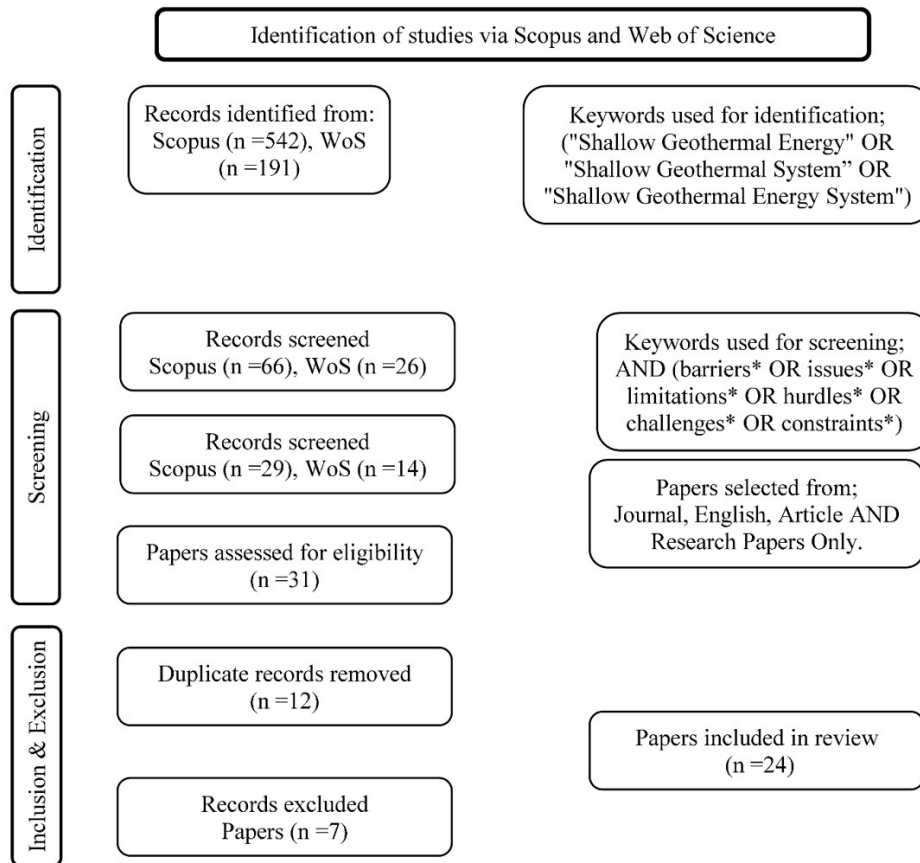 Identification of studies via Scopus and Web of Science
Identification
Records identified from:
Scopus (n =542), WoS
(n =191)
Keywords used for identification;
("Shallow Geothermal Energy" OR
"Shallow Geothermal System” OR
"Shallow Geothermal Energy System")
Screening
Records screened
Scopus (n =66), WoS (n =26)
Keywords used for screening;
AND (barriers* OR issues* OR
limitations* OR hurdles* OR
challenges* OR constraints*)
Records screened
Scopus (n =29), WoS (n =14)
Papers selected from;
Journal, English, Article AND
Research Papers Only.
Papers assessed for eligibility
(n =31)
Inclusion & Exclusion
Duplicate records removed
(n =12)
Papers included in review
(n =24)
Records excluded
Papers (n =7)